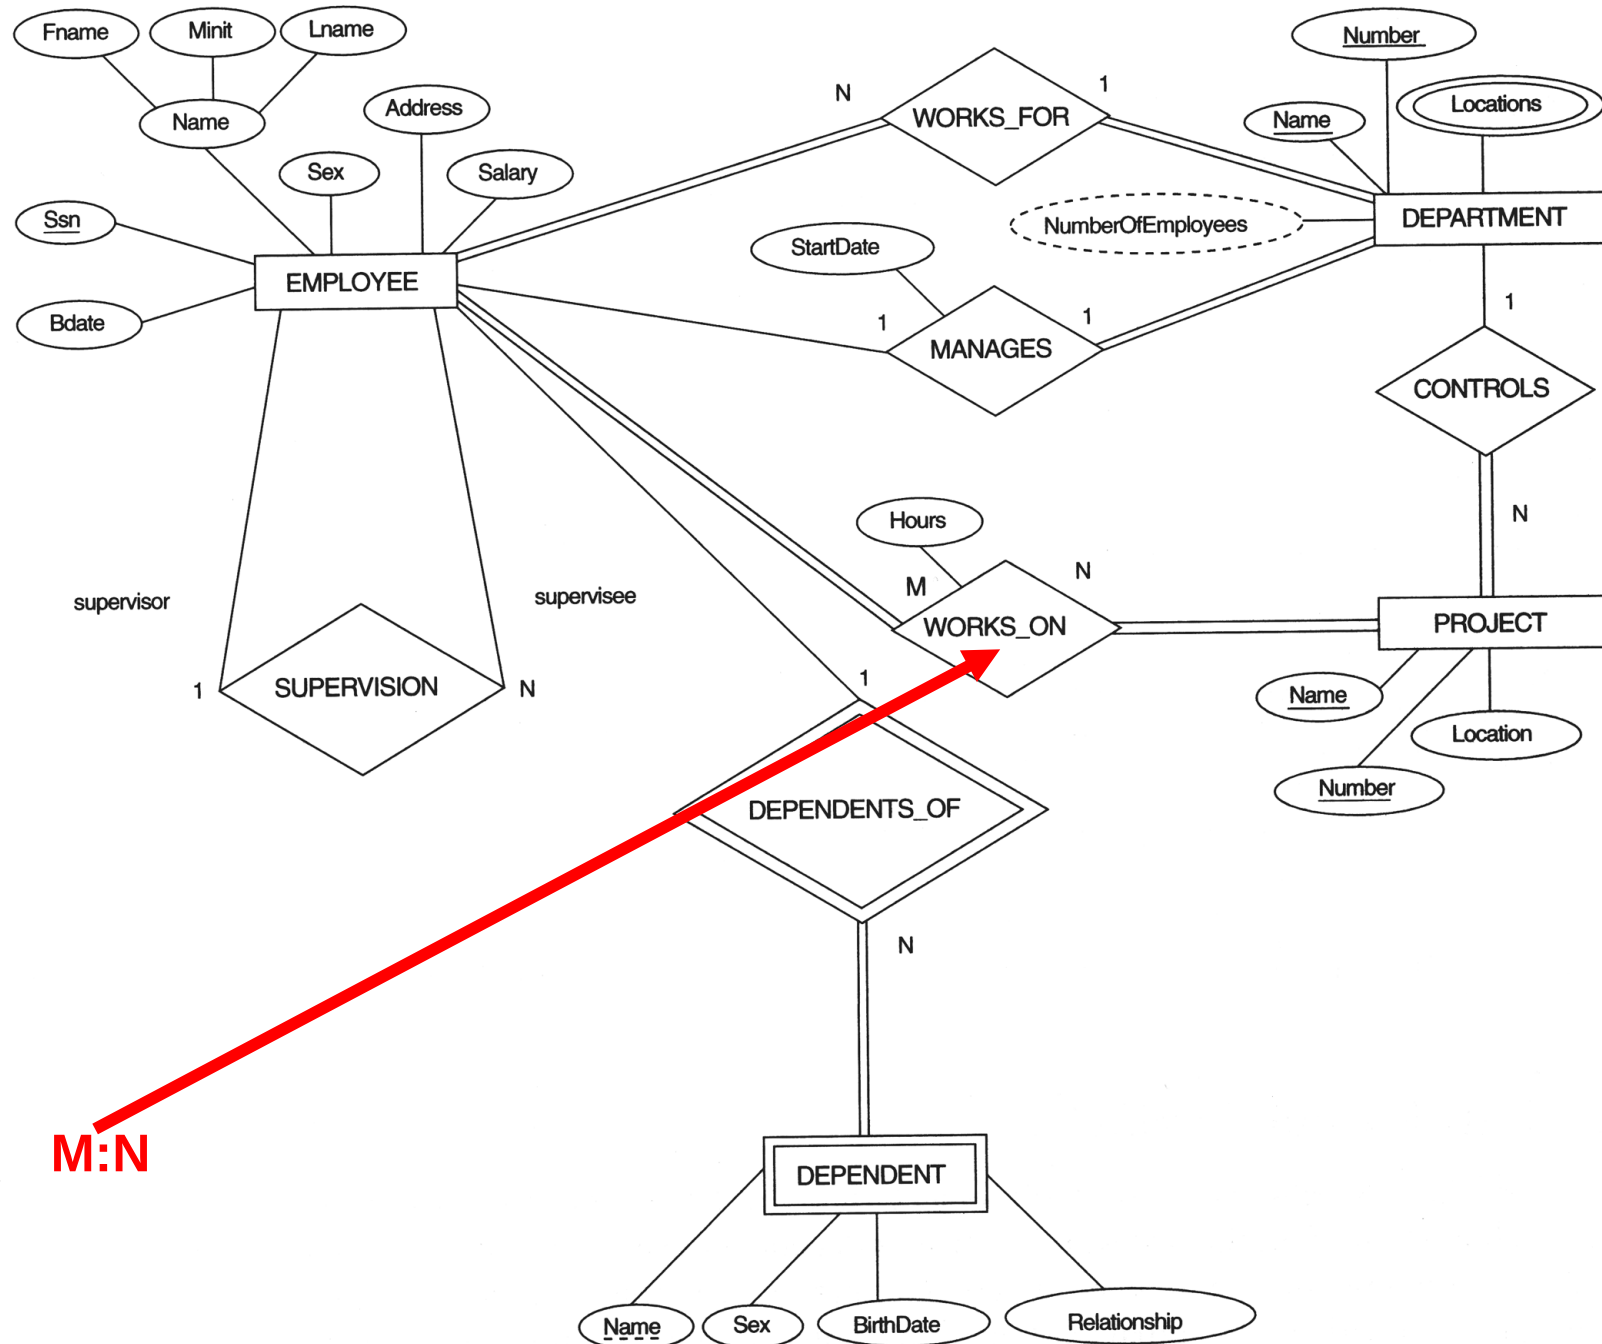 Fname
Minit
Lname
Number
Address
Locations
Name
N
1
WORKS_FOR
Name
Sex
Salary
Ssn
NumberOfEmployees
DEPARTMENT
StartDate
EMPLOYEE
1
Bdate
1
1
MANAGES
CONTROLS
Hours
N
M
N
supervisor
supervisee
WORKS_ON
PROJECT
1
1
SUPERVISION
N
Name
Location
Number
DEPENDENTS_OF
N
M:N
DEPENDENT
Name
Sex
BirthDate
Relationship